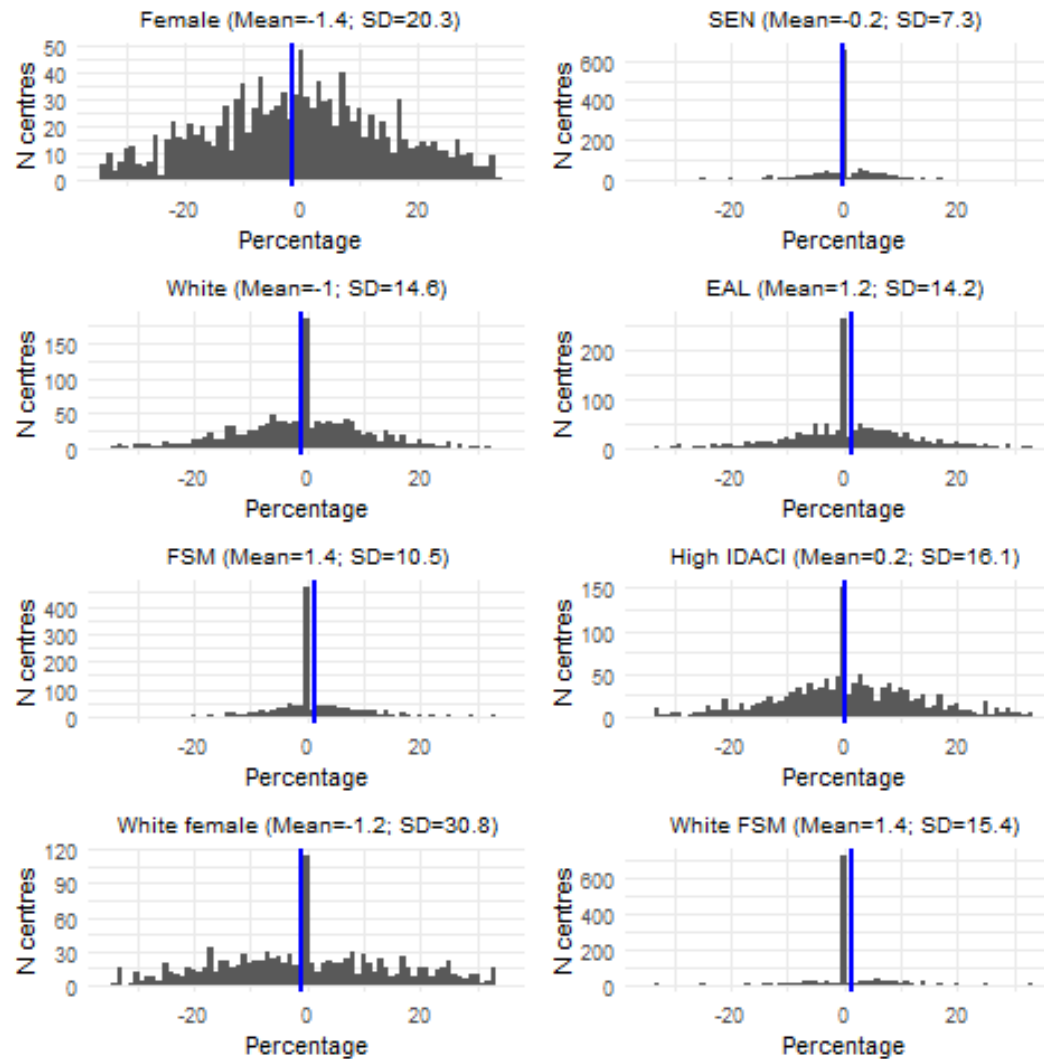 Female (Mean=-1.4; SD=20.3)
N centres
50
40
30
20
10
0
-20 0 20
Percentage
SEN (Mean=-0.2; SD=7.3)
N centres
600
400
200
0
-20 0 20
Percentage
White (Mean=-1; SD=14.6)
N centres
150
100
50
0
-20 0 20
Percentage
EAL (Mean=1.2; SD=14.2)
N centres
200
100
0
-20 0 20
Percentage
FSM (Mean=1.4; SD=10.5)
N centres
400
300
200
100
0
-20 0 20
Percentage
High IDACI (Mean=0.2; SD=16.1)
N centres
150
100
50
0
-20 0 20
Percentage
White female (Mean=-1.2; SD=30.8)
N centres
120
90
60
30
0
-20 0 20
Percentage
White FSM (Mean=1.4; SD=15.4)
N centres
600
400
200
0
-20 0 20
Percentage